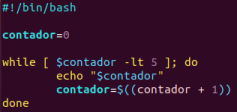 #!/bin/bash
contador=0
while [ $contador -lt 5 ]; do
echo "$contador"
contador=$((contador + 1))
done